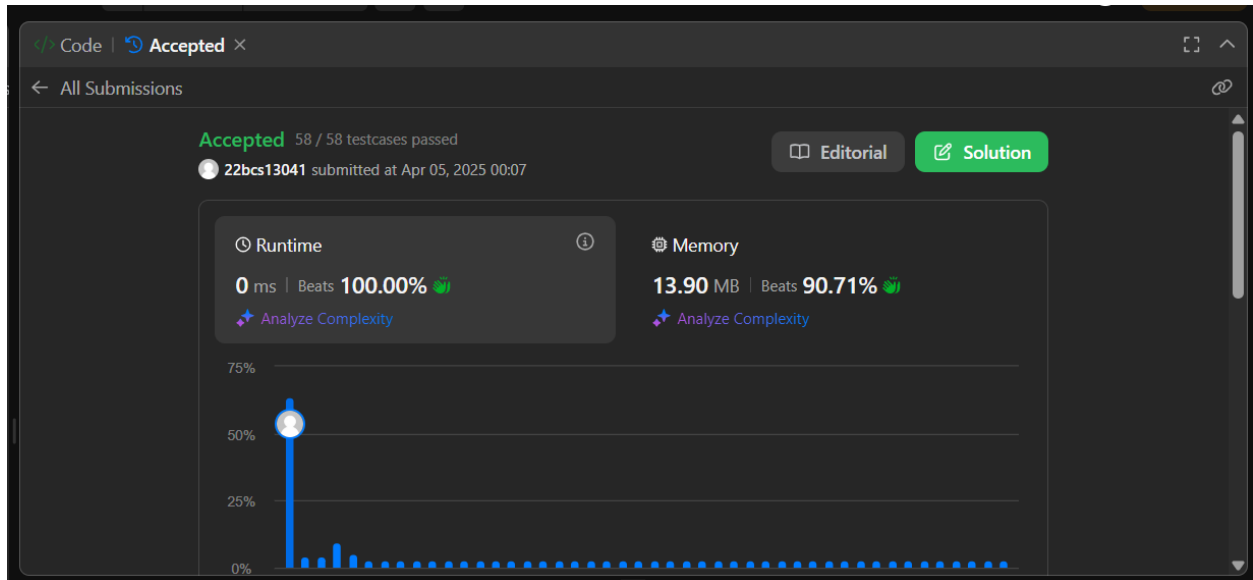 </> Code | Accepted ×
← All Submissions
Accepted 58 / 58 testcases passed
22bcs13041 submitted at Apr 05, 2025 00:07
Editorial
Solution
Runtime
0 ms | Beats 100.00%
Analyze Complexity
Memory
13.90 MB | Beats 90.71%
Analyze Complexity
75%
50%
25%
0%